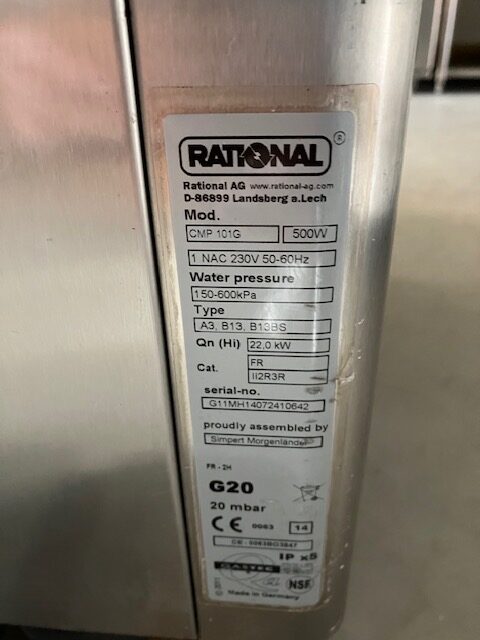 RATIONAL ®
Rational AG www.rational-ag.com
D-86899 Landsberg a.Lech
Mod.
CMP 101G 500W
1 NAC 230V 50-60Hz
Water pressure
150-600kPa
Type
A3, B13, B13BS
Qn (Hi) 22,0 kW
Cat. FR
II2R3R
serial-no.
G11MH14072410642
proudly assembled by
Simpert Morgenländer
FR - 2H
G20
20 mbar
CE 0063 14
IP x5
GASTEC
NSF
© 2011
Made in Germany